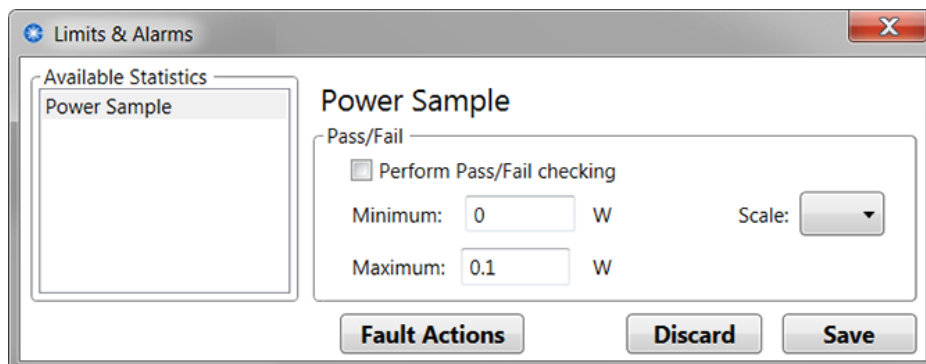 Limits & Alarms
Available Statistics
Power Sample
Power Sample
Pass/Fail
Perform Pass/Fail checking
Minimum: 0 W Scale:
Maximum: 0.1 W
Fault Actions Discard Save